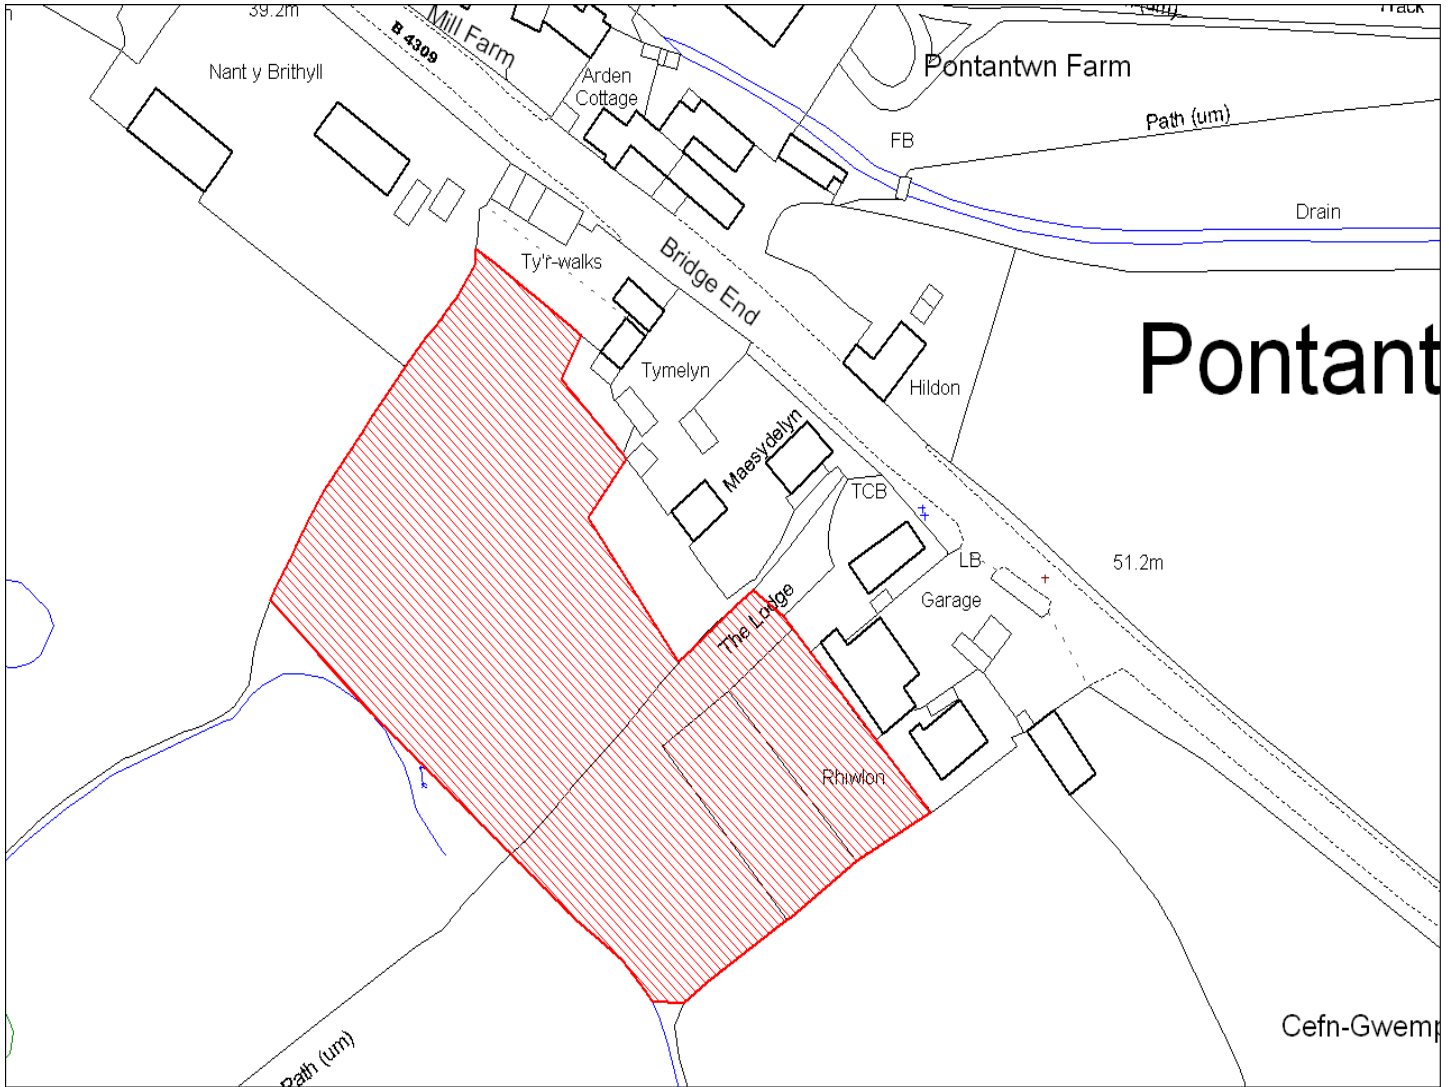 39.2m
Mill Farm
B 4309
Nant y Brithyll
Arden
Cottage
Track
Pontantwn Farm
Path (um)
FB
Drain
Ty'r-walks
Bridge End
Tymelyn
Hildon
Pontant
Maesydelyn
TCB
LB
51.2m
Garage
The Lodge
Rhiwlon
Cefn-Gwemp
Path (um)